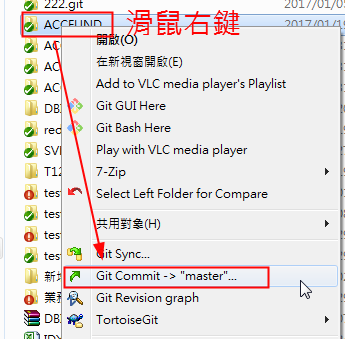 222.git
2017/01/05
ACCFUND
滑鼠右鍵
2017/01/0
開啟(O)
在新視窗開啟(E)
Add to VLC media player's Playlist
Git GUI Here
Git Bash Here
Play with VLC media player
7-Zip
Select Left Folder for Compare
共用對象(H)
Git Sync...
Git Commit -> "master"...
Git Revision graph
TortoiseGit
AC
AC
AC
DB
red
SVI
T12
tes
tes
tes
tes
新
業務
DB
IDX